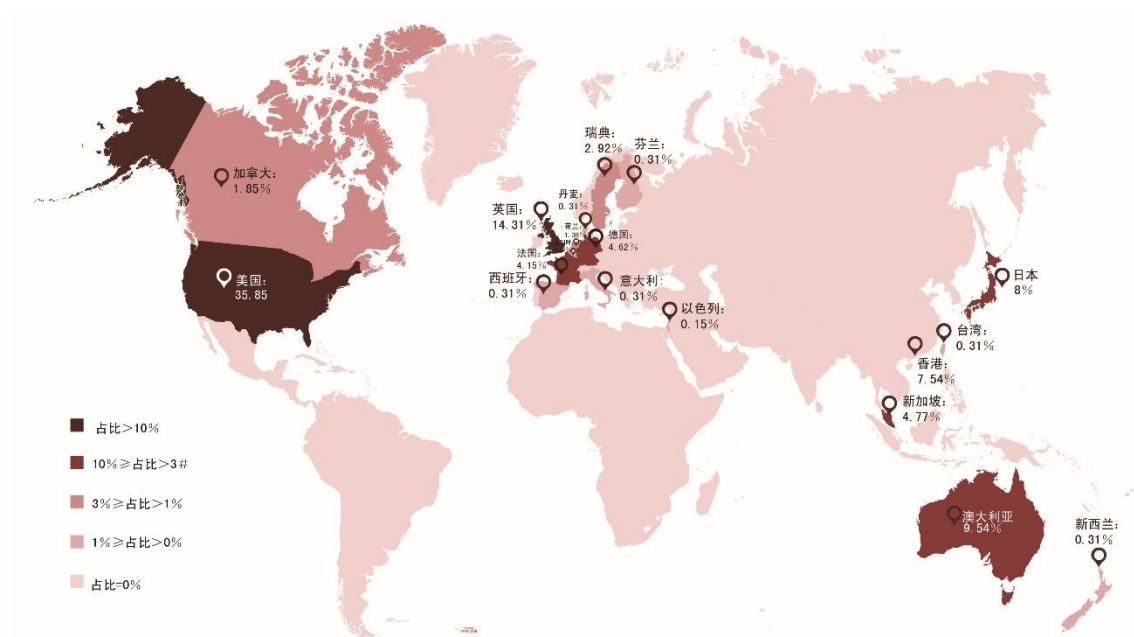 瑞典：
2.92%
芬兰：
0.31%
加拿大：
1.85%
丹麦：
0.31%
英国：
14.31%
荷兰：
1.38%
德国：
4.62%
法国：
4.15%
美国：
35.85
西班牙：
0.31%
意大利：
0.31%
日本
8%
以色列：
0.15%
台湾：
0.31%
香港：
7.54%
新加坡：
4.77%
占比＞10%
10%≥占比＞3#
3%≥占比＞1%
1%≥占比＞0%
占比=0%
澳大利亚
9.54%
新西兰：
0.31%